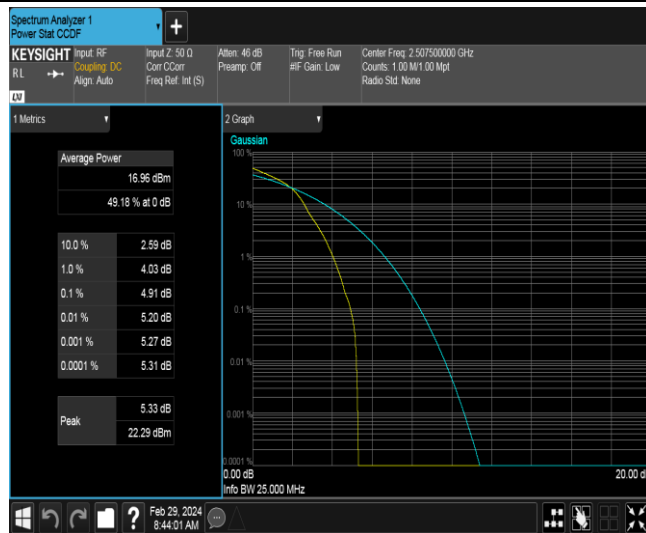 Spectrum Analyzer 1
Power Stat CCDF
+
KEYSIGHT
RL
Input: RF
Coupling: DC
Align: Auto
Input Z: 50 Ω
Corr CCorr
Freq Ref: Int (S)
Atten: 46 dB
Preamp: Off
Trig: Free Run
#IF Gain: Low
Center Freq: 2.507500000 GHz
Counts: 1.00 M/1.00 Mpt
Radio Std: None
1 Metrics
Average Power
16.96 dBm
49.18 % at 0 dB
10.0 % 2.59 dB
1.0 % 4.03 dB
0.1 % 4.91 dB
0.01 % 5.20 dB
0.001 % 5.27 dB
0.0001 % 5.31 dB
Peak
5.33 dB
22.29 dBm
2 Graph
Gaussian
100 %
10 %
1 %
0.1 %
0.01 %
0.001 %
0.0001 %
0.00 dB 20.00 d
Info BW 25.000 MHz
?
Feb 29, 2024
8:44:01 AM